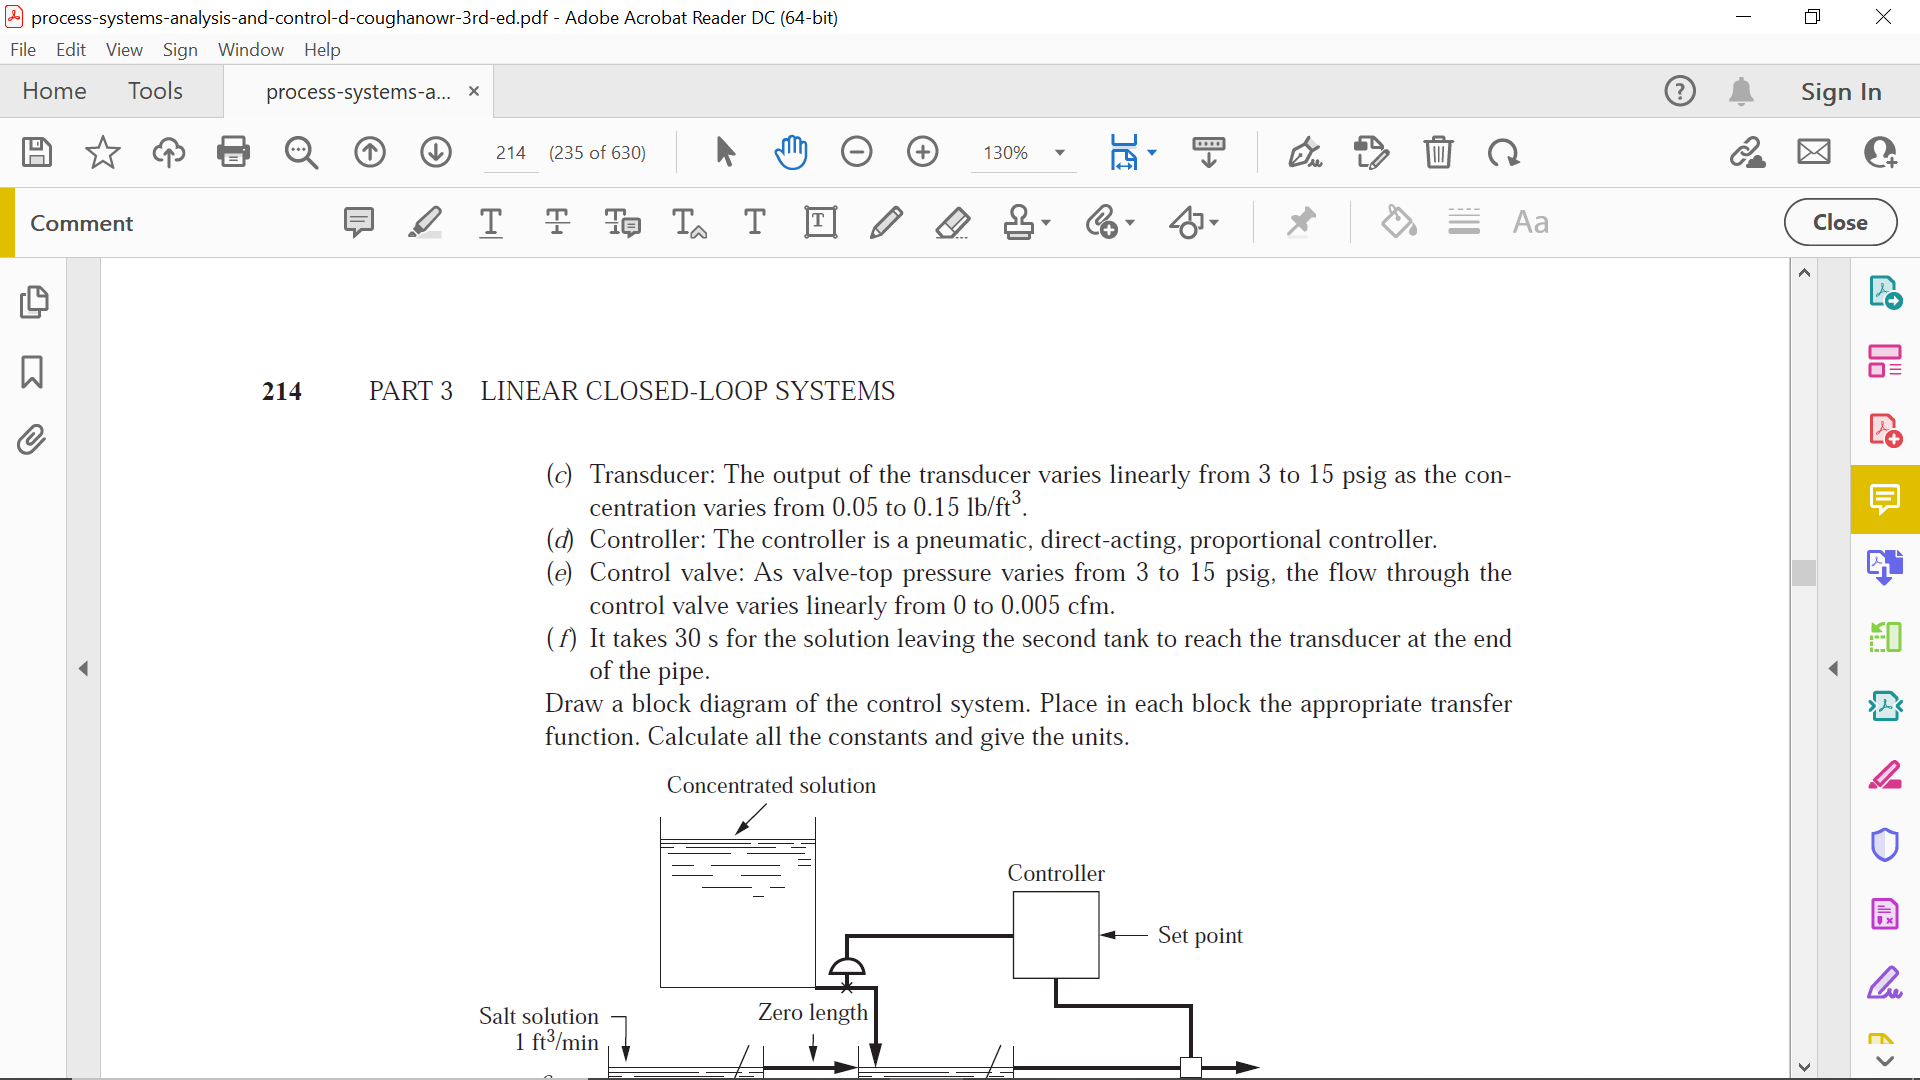 process-systems-analysis-and-control-d-coughanowr-3rd-ed.pdf - Adobe Acrobat Reader DC (64-bit)
File Edit View Sign Window Help
Home Tools process-systems-a... × Sign In
214 (235 of 630) 130%
Comment Aa Close
214 PART 3 LINEAR CLOSED-LOOP SYSTEMS
(c) Transducer: The output of the transducer varies linearly from 3 to 15 psig as the con-
centration varies from 0.05 to 0.15 lb/ft³.
(d) Controller: The controller is a pneumatic, direct-acting, proportional controller.
(e) Control valve: As valve-top pressure varies from 3 to 15 psig, the flow through the
control valve varies linearly from 0 to 0.005 cfm.
(f) It takes 30 s for the solution leaving the second tank to reach the transducer at the end
of the pipe.
Draw a block diagram of the control system. Place in each block the appropriate transfer
function. Calculate all the constants and give the units.
Concentrated solution
Controller
Set point
Salt solution
1 ft³/min
Zero length